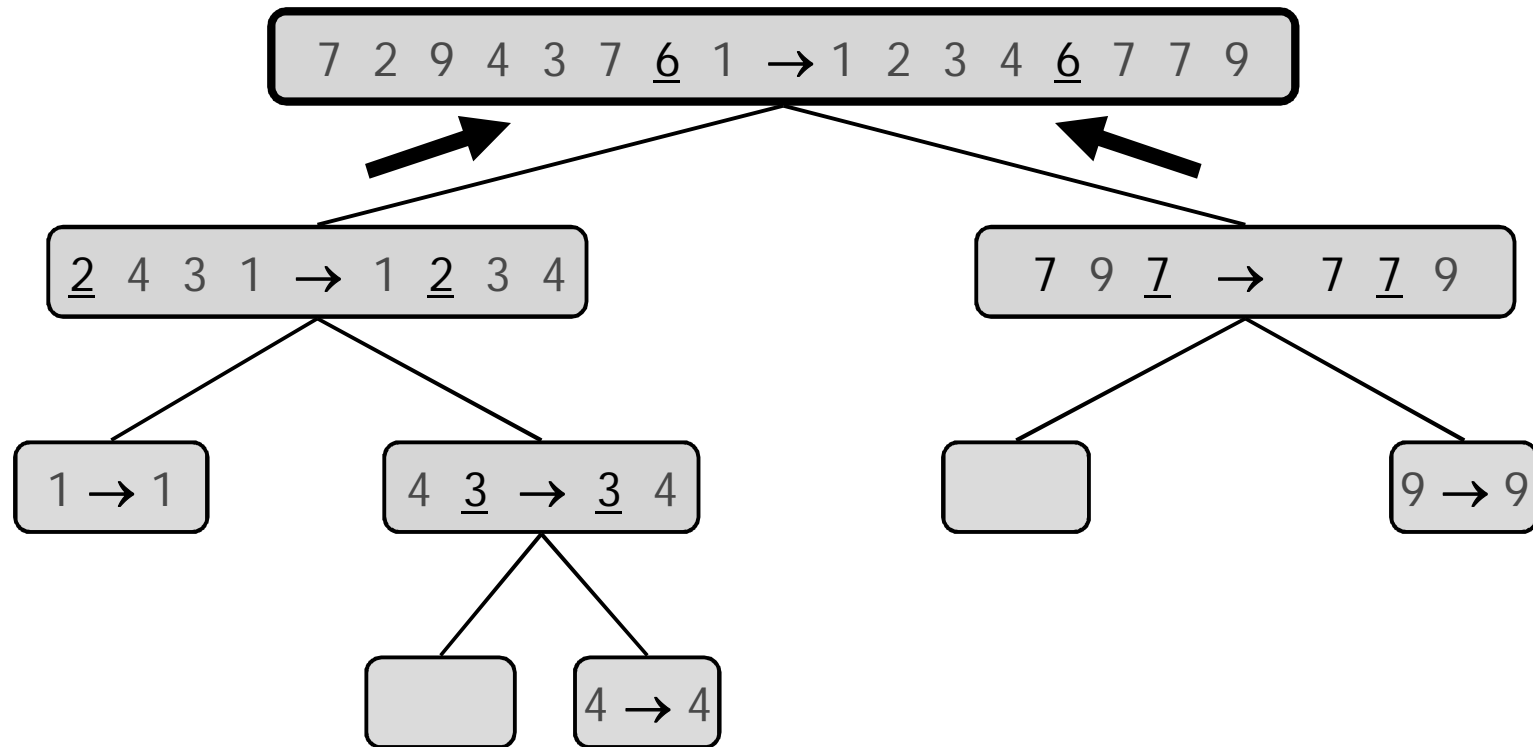 7 2 9 4 3 7 6 1 → 1 2 3 4 6 7 7 9
2 4 3 1 → 1 2 3 4
7 9 7 → 7 7 9
1 → 1
4 3 → 3 4
9 → 9
4 → 4